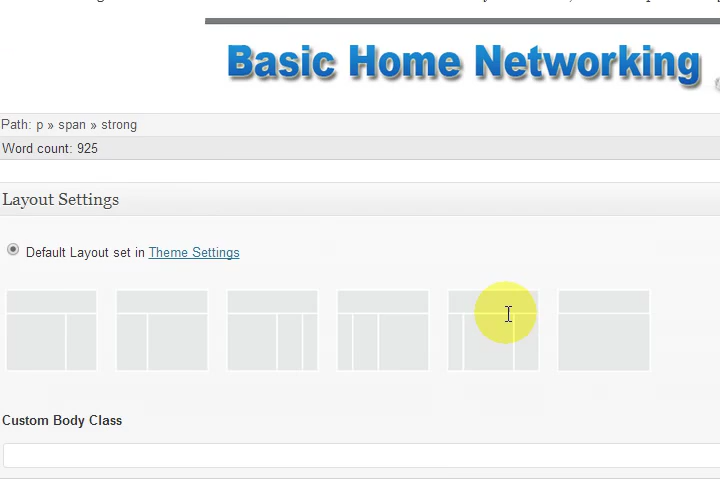 Basic Home Networking
Path: p » span » strong
Word count: 925
Layout Settings
Default Layout set in Theme Settings
Custom Body Class